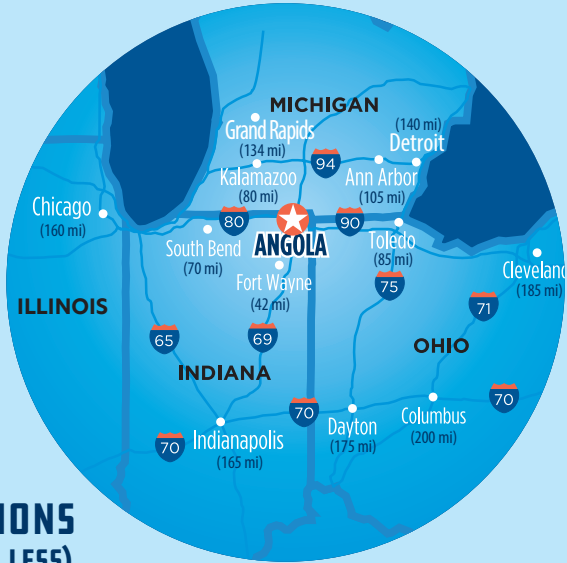 MICHIGAN
(140 mi)
Detroit
Grand Rapids
(134 mi)
94
Kalamazoo
(80 mi)
Ann Arbor
(105 mi)
Chicago
(160 mi)
80
90
ANGOLA
South Bend
(70 mi)
Toledo
(85 mi)
Cleveland
(185 mi)
Fort Wayne
(42 mi)
75
ILLINOIS
71
65
69
OHIO
INDIANA
70
70
Indianapolis
(165 mi)
Dayton
(175 mi)
Columbus
(200 mi)
70
IONS
LESS)